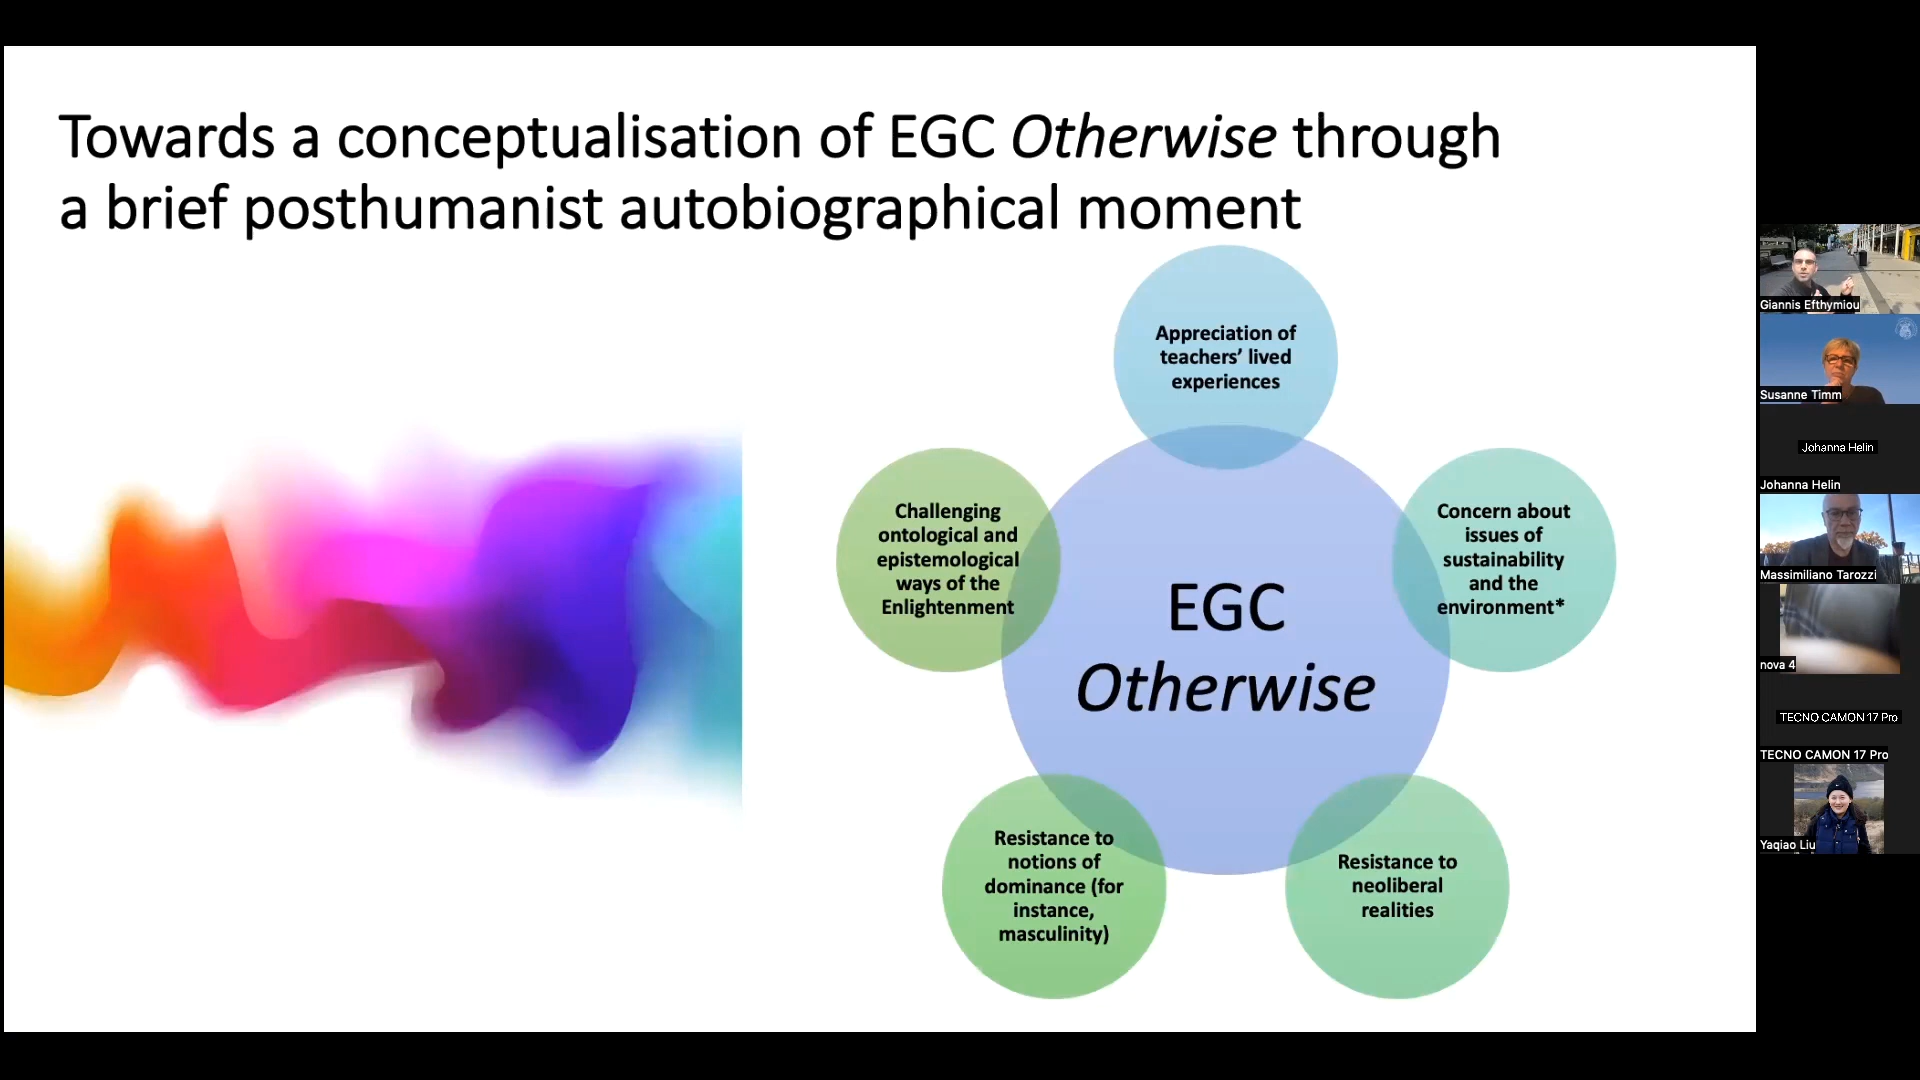 Towards a conceptualisation of EGC Otherwise through
a brief posthumanist autobiographical moment
Appreciation of
teachers’ lived
experiences
Challenging
ontological and
epistemological
ways of the
Enlightenment
Concern about
issues of
sustainability
and the
environment*
EGC
Otherwise
Resistance to
notions of
dominance (for
instance,
masculinity)
Resistance to
neoliberal
realities
Giannis Efthymiou
Susanne Timm
Johanna Helin
Johanna Helin
Massimiliano Tarozzi
nova 4
TECNO CAMON 17 Pro
TECNO CAMON 17 Pro
Yaqiao Liu